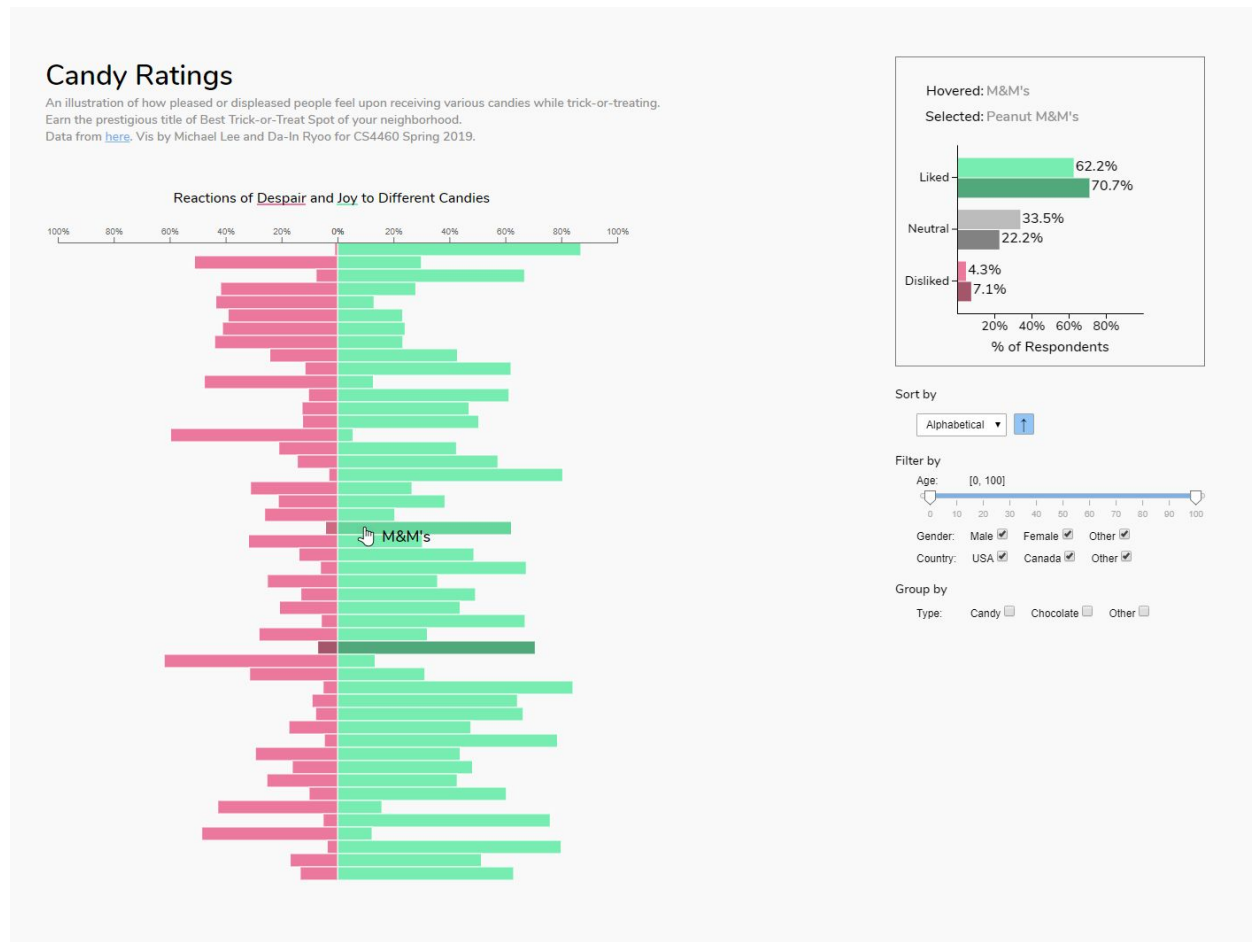 Candy Ratings
An illustration of how pleased or displeased people feel upon receiving various candies while trick-or-treating.
Earn the prestigious title of Best Trick-or-Treat Spot of your neighborhood.
Data from here. Vis by Michael Lee and Da-In Ryoo for CS4460 Spring 2019.
Reactions of Despair and Joy to Different Candies
100% 80% 60% 40% 20% 0% 20% 40% 60% 80% 100%
M&M's
Hovered: M&M's
Selected: Peanut M&M's
Liked 62.2%
70.7%
Neutral 33.5%
22.2%
Disliked 4.3%
7.1%
20% 40% 60% 80%
% of Respondents
Sort by
Alphabetical ▼ ↑
Filter by
Age: [0, 100]
0 10 20 30 40 50 60 70 80 90 100
Gender: Male Female Other
Country: USA Canada Other
Group by
Type: Candy Chocolate Other